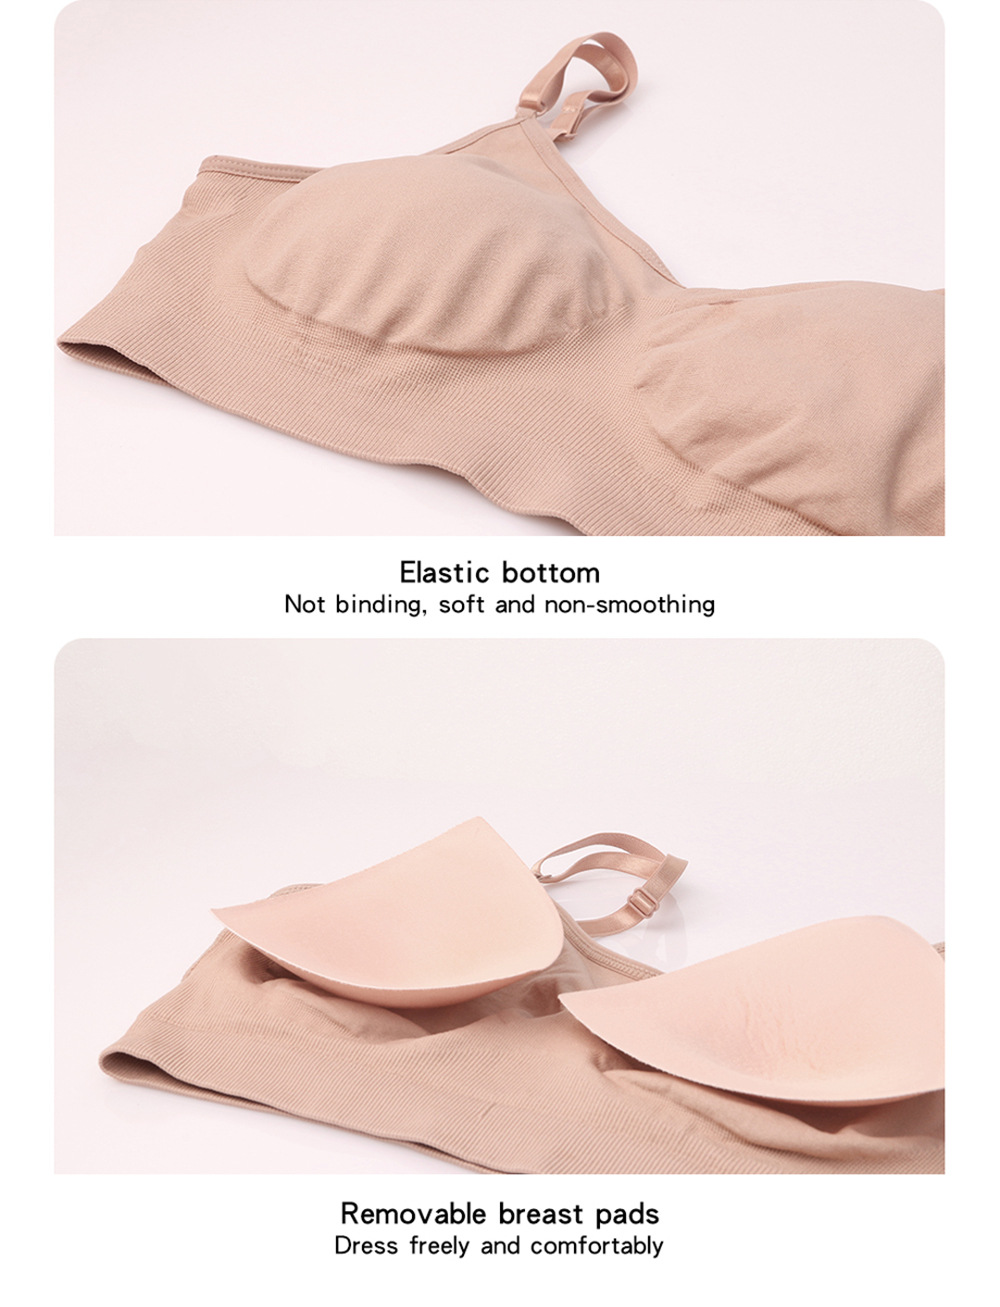 Elastic bottom
Not binding, soft and non-smoothing
Removable breast pads
Dress freely and comfortably